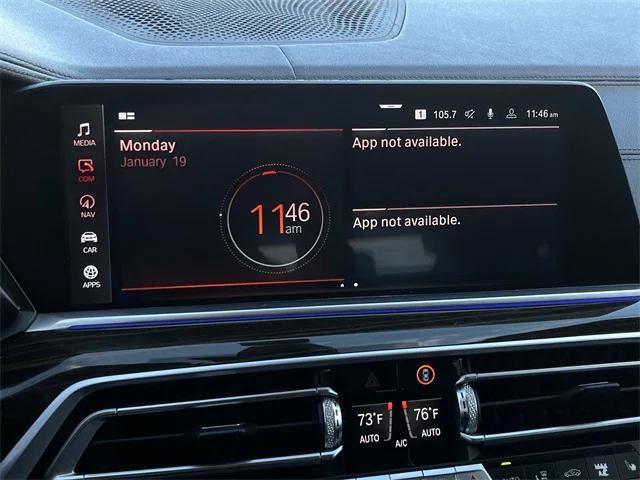 1 105.7 11:46 am
MEDIA
COM
NAV
CAR
APPS
Monday
January 19
11 46
am
App not available.
App not available.
73°F
AUTO
A/C
76°F
AUTO
AUTO